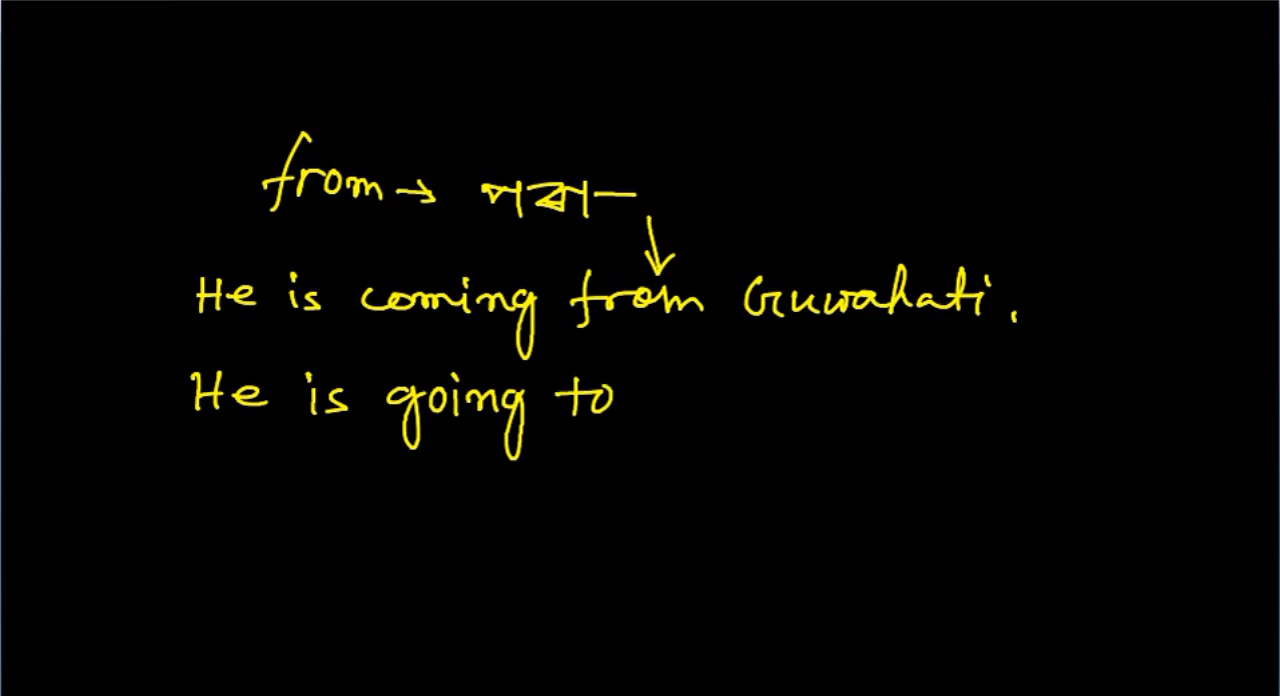 from → পৰা —
He is coming from Guwahati.
He is going to